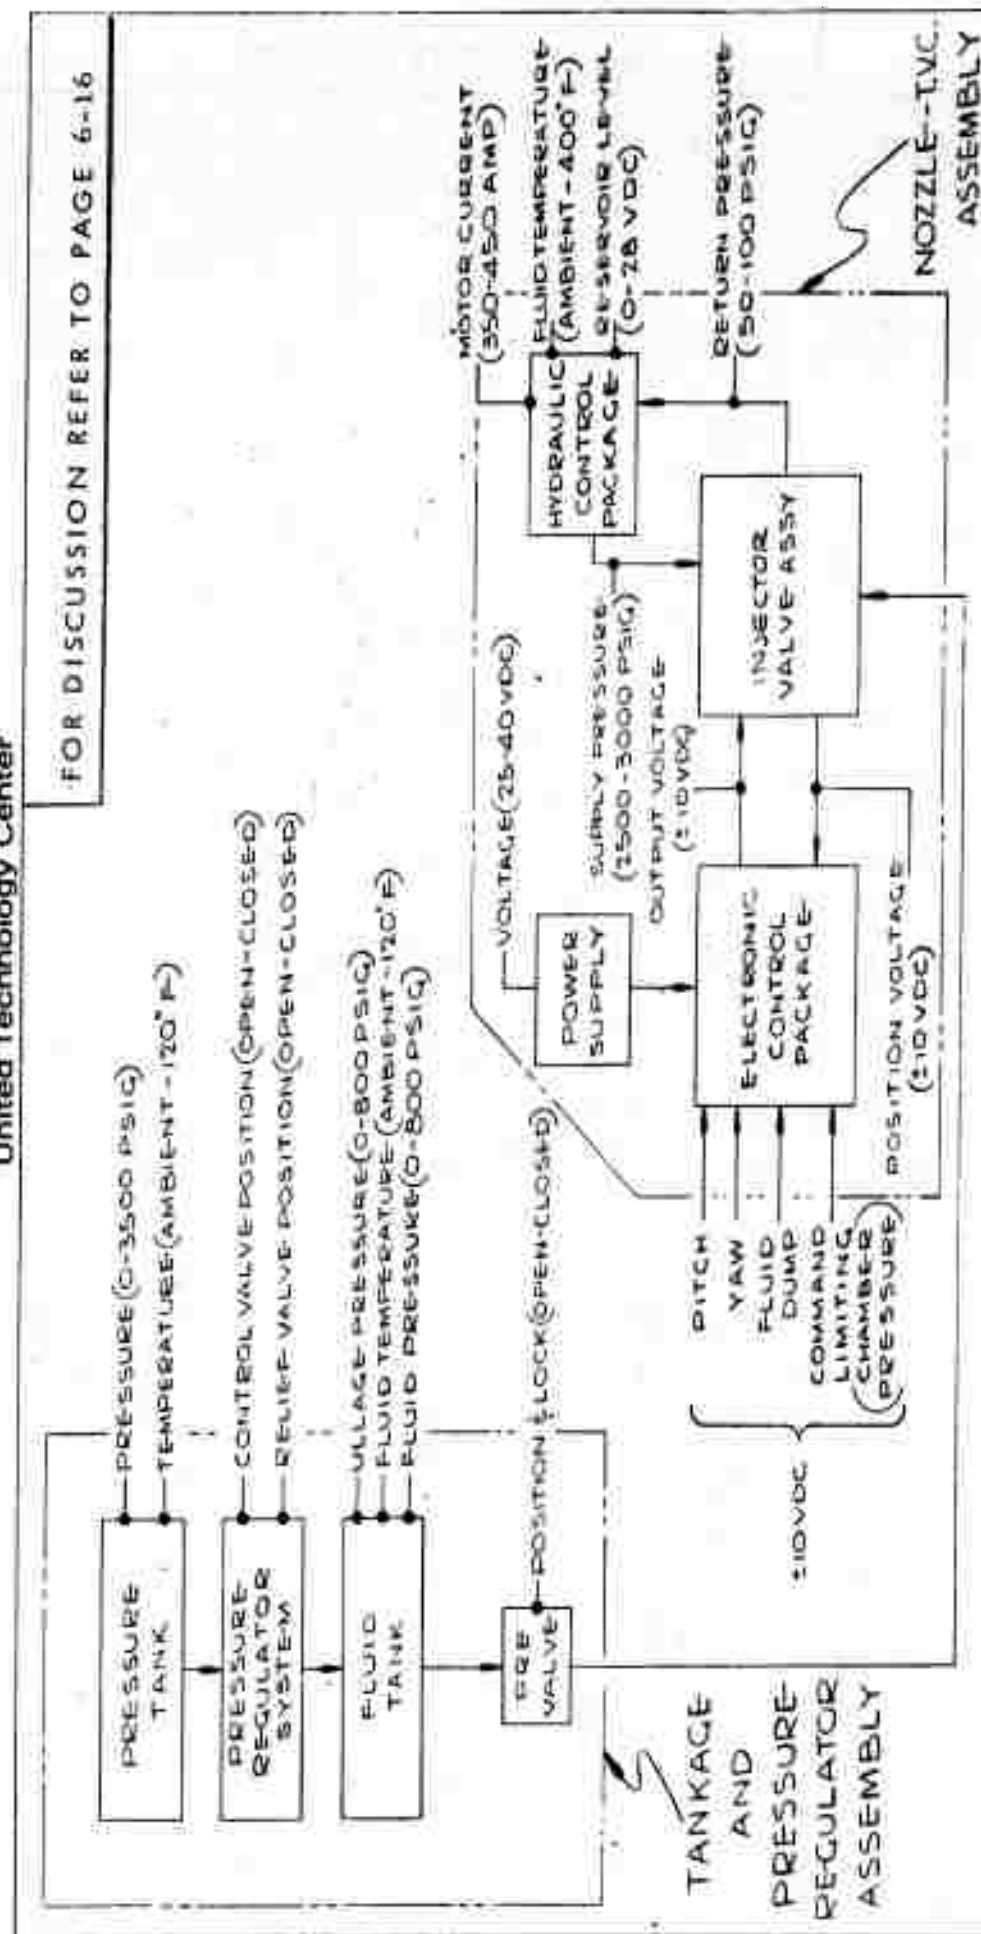 United Technology Center
FOR DISCUSSION REFER TO PAGE 6-16
PRESSURE
TANK
PRESSURE (0-3500 PSIG)
TEMPERATURE (AMBIENT-120°F)
PRESSURE
REGULATOR
SYSTEM
CONTROL VALVE POSITION (OPEN-CLOSED)
RELIEF VALVE POSITION (OPEN-CLOSED)
FLUID
TANK
ULLAGE PRESSURE (0-800 PSIG)
FLUID TEMPERATURE (AMBIENT-120°F)
FLUID PRESSURE (0-800 PSIG)
PRE
VALVE
POSITION & LOCK (OPEN-CLOSED)
TANKAGE
AND
PRESSURE
REGULATOR
ASSEMBLY
±10VDC
PITCH
YAW
FLUID
DUMP
COMMAND
LIMITING
(CHAMBER
PRESSURE)
POWER
SUPPLY
VOLTAGE (25-40VDC)
ELECTRONIC
CONTROL
PACKAGE
POSITION VOLTAGE
(±10VDC)
SUPPLY PRESSURE
(2500-3000 PSIG)
OUTPUT VOLTAGE
(±10VDC)
INJECTOR
VALVE ASSY
HYDRAULIC
CONTROL
PACKAGE
MOTOR CURRENT
(350-450 AMP)
FLUID TEMPERATURE
(AMBIENT-400°F)
RESERVOIR LEVEL
(0-28 VDC)
RETURN PRESSURE
(50-100 PSIG)
NOZZLE-TVC
ASSEMBLY